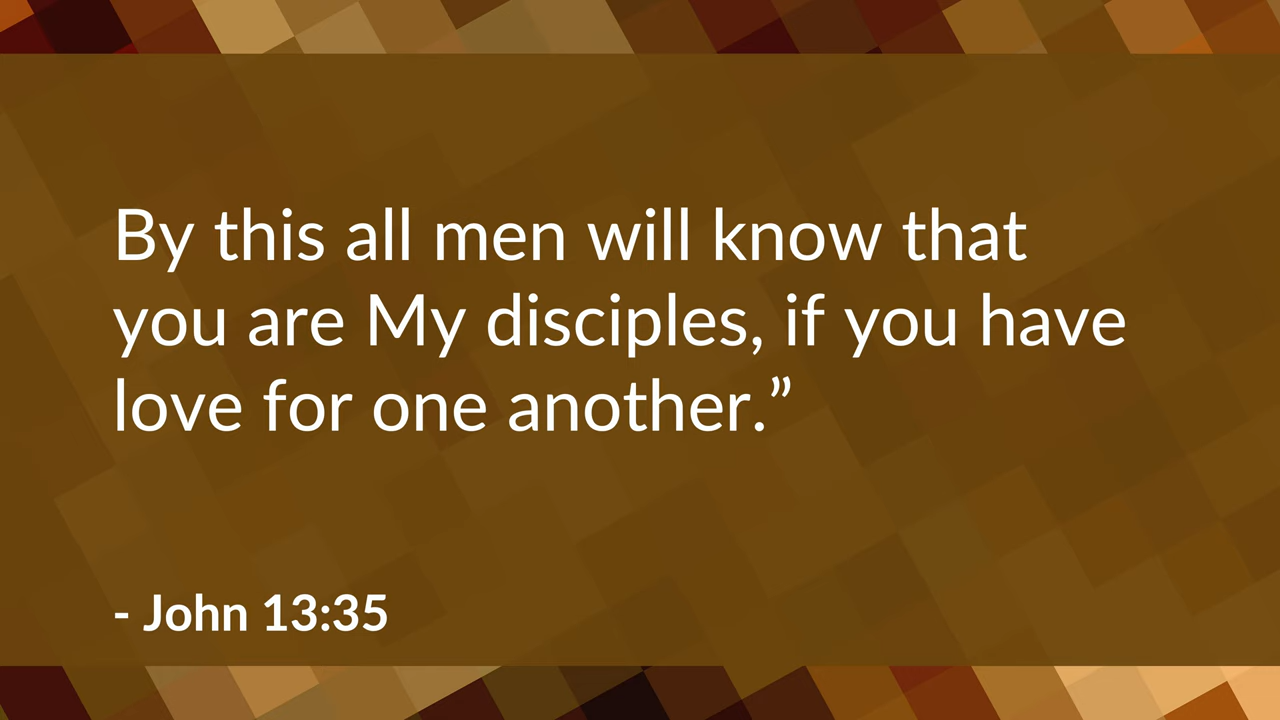 By this all men will know that
you are My disciples, if you have
love for one another.”
- John 13:35